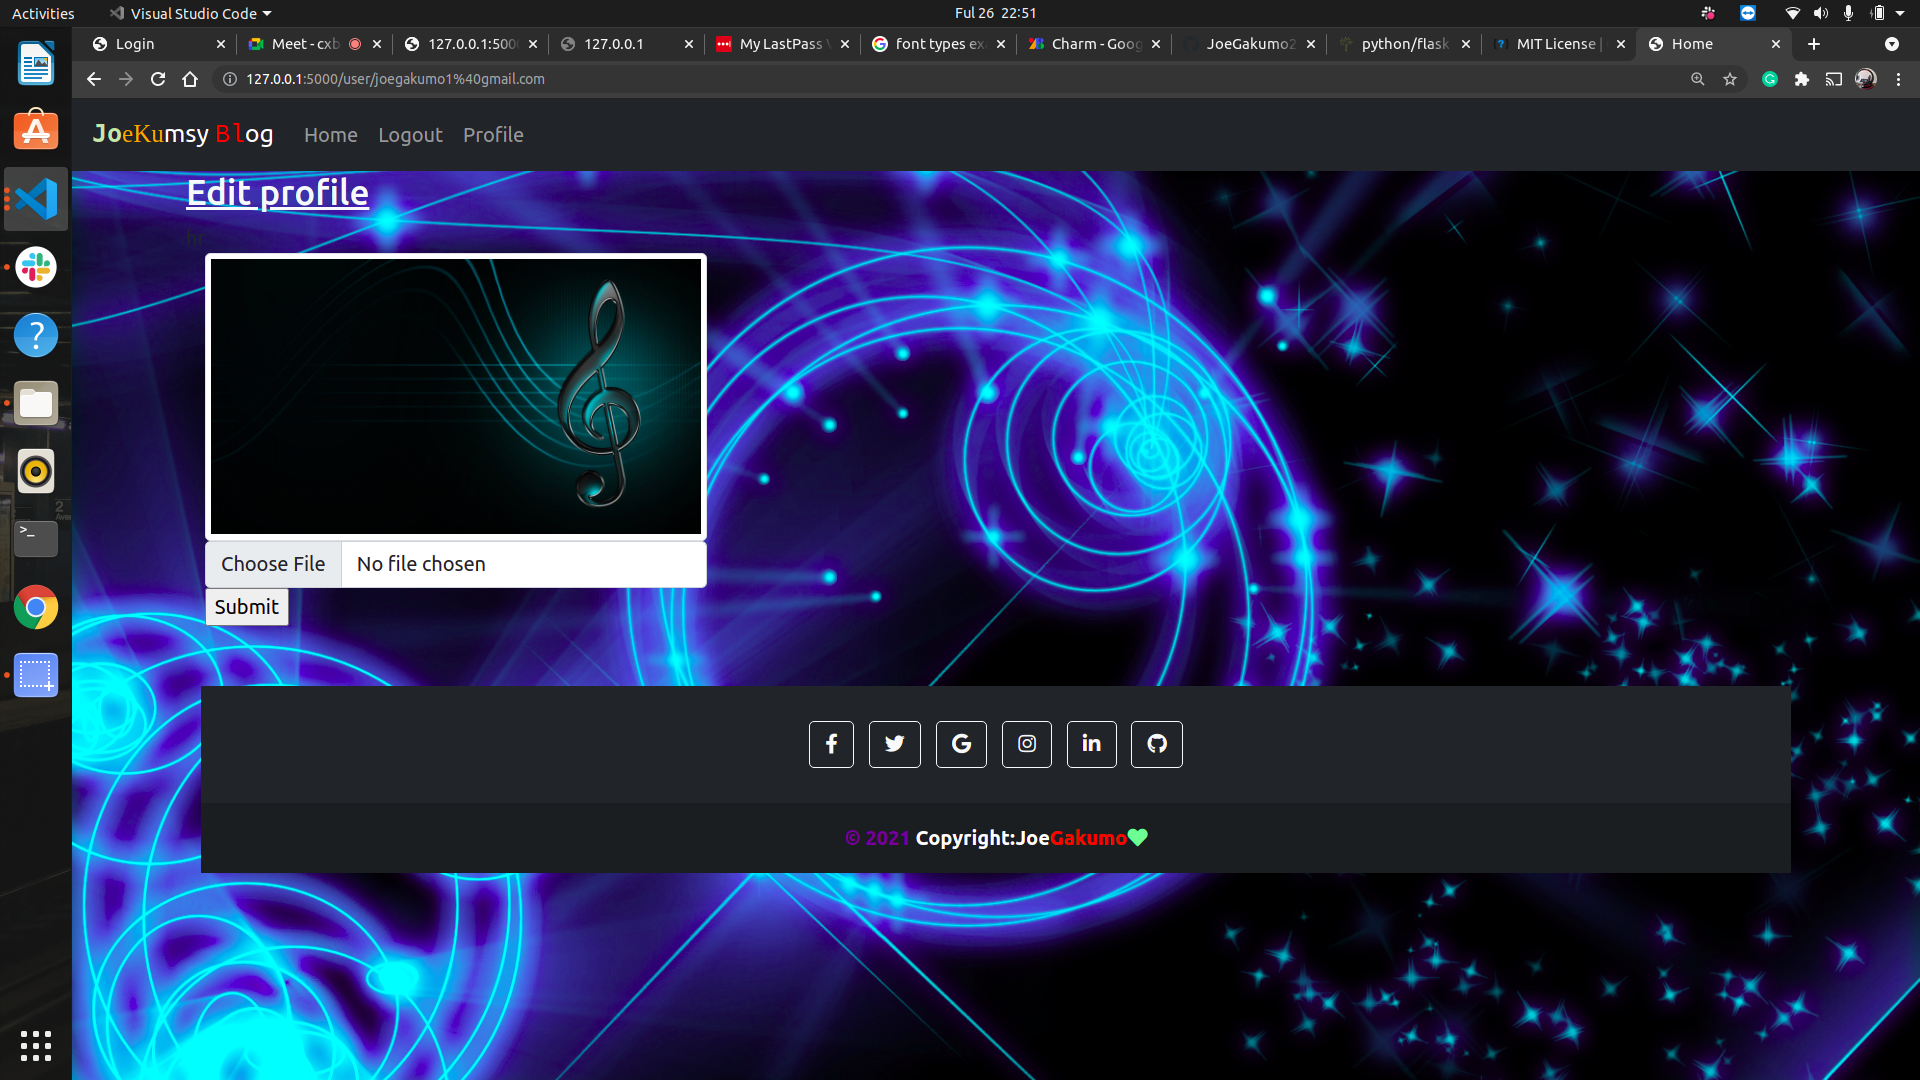 Activities Visual Studio Code Ful 26 22:51
Login Meet - cxb 127.0.0.1:500 127.0.0.1 My LastPass font types ex Charm - Goog JoeGakumo2 python/flask MIT License | Home
127.0.0.1:5000/user/joegakumo1%40gmail.com
JoeKumsy Blog Home Logout Profile
Edit profile
hr
Choose File No file chosen
Submit
© 2021 Copyright:JoeGakumo